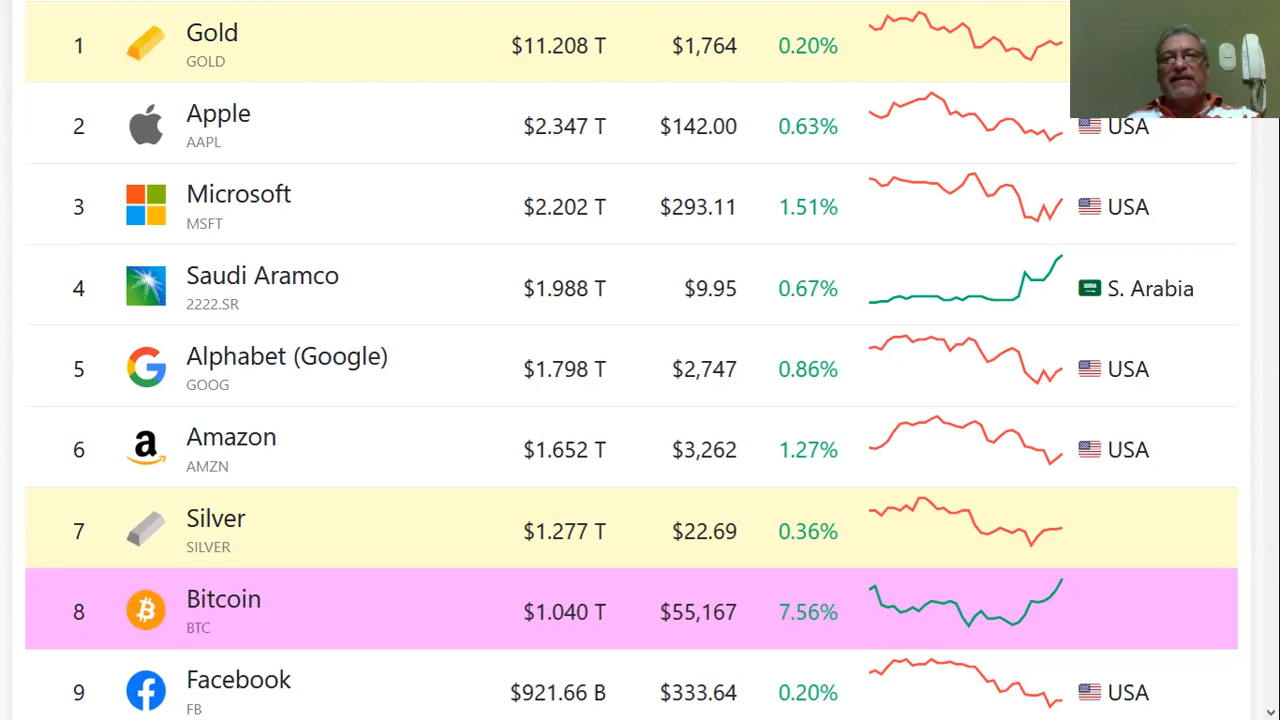 1 Gold $11.208 T $1,764 0.20%
GOLD
2 Apple $2.347 T $142.00 0.63% USA
AAPL
3 Microsoft $2.202 T $293.11 1.51% USA
MSFT
4 Saudi Aramco $1.988 T $9.95 0.67% S. Arabia
2222.SR
5 Alphabet (Google) $1.798 T $2,747 0.86% USA
GOOG
6 Amazon $1.652 T $3,262 1.27% USA
AMZN
7 Silver $1.277 T $22.69 0.36%
SILVER
8 Bitcoin $1.040 T $55,167 7.56%
BTC
9 Facebook $921.66 B $333.64 0.20% USA
FB